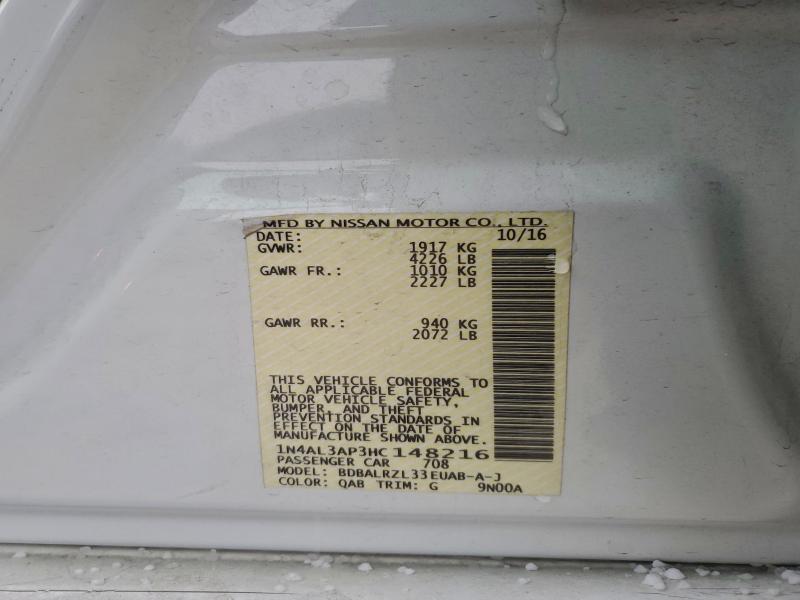 MFD BY NISSAN MOTOR CO., LTD.
DATE: 10/16
GVWR: 1917 KG
4226 LB
GAWR FR.: 1010 KG
2227 LB
GAWR RR.: 940 KG
2072 LB
THIS VEHICLE CONFORMS TO
ALL APPLICABLE FEDERAL
MOTOR VEHICLE SAFETY,
BUMPER, AND THEFT
PREVENTION STANDARDS IN
EFFECT ON THE DATE OF
MANUFACTURE SHOWN ABOVE.
1N4AL3AP3HC148216
PASSENGER CAR 708
MODEL: BDBALRZL33EUAB-A-J
COLOR: QAB TRIM: G 9N00A